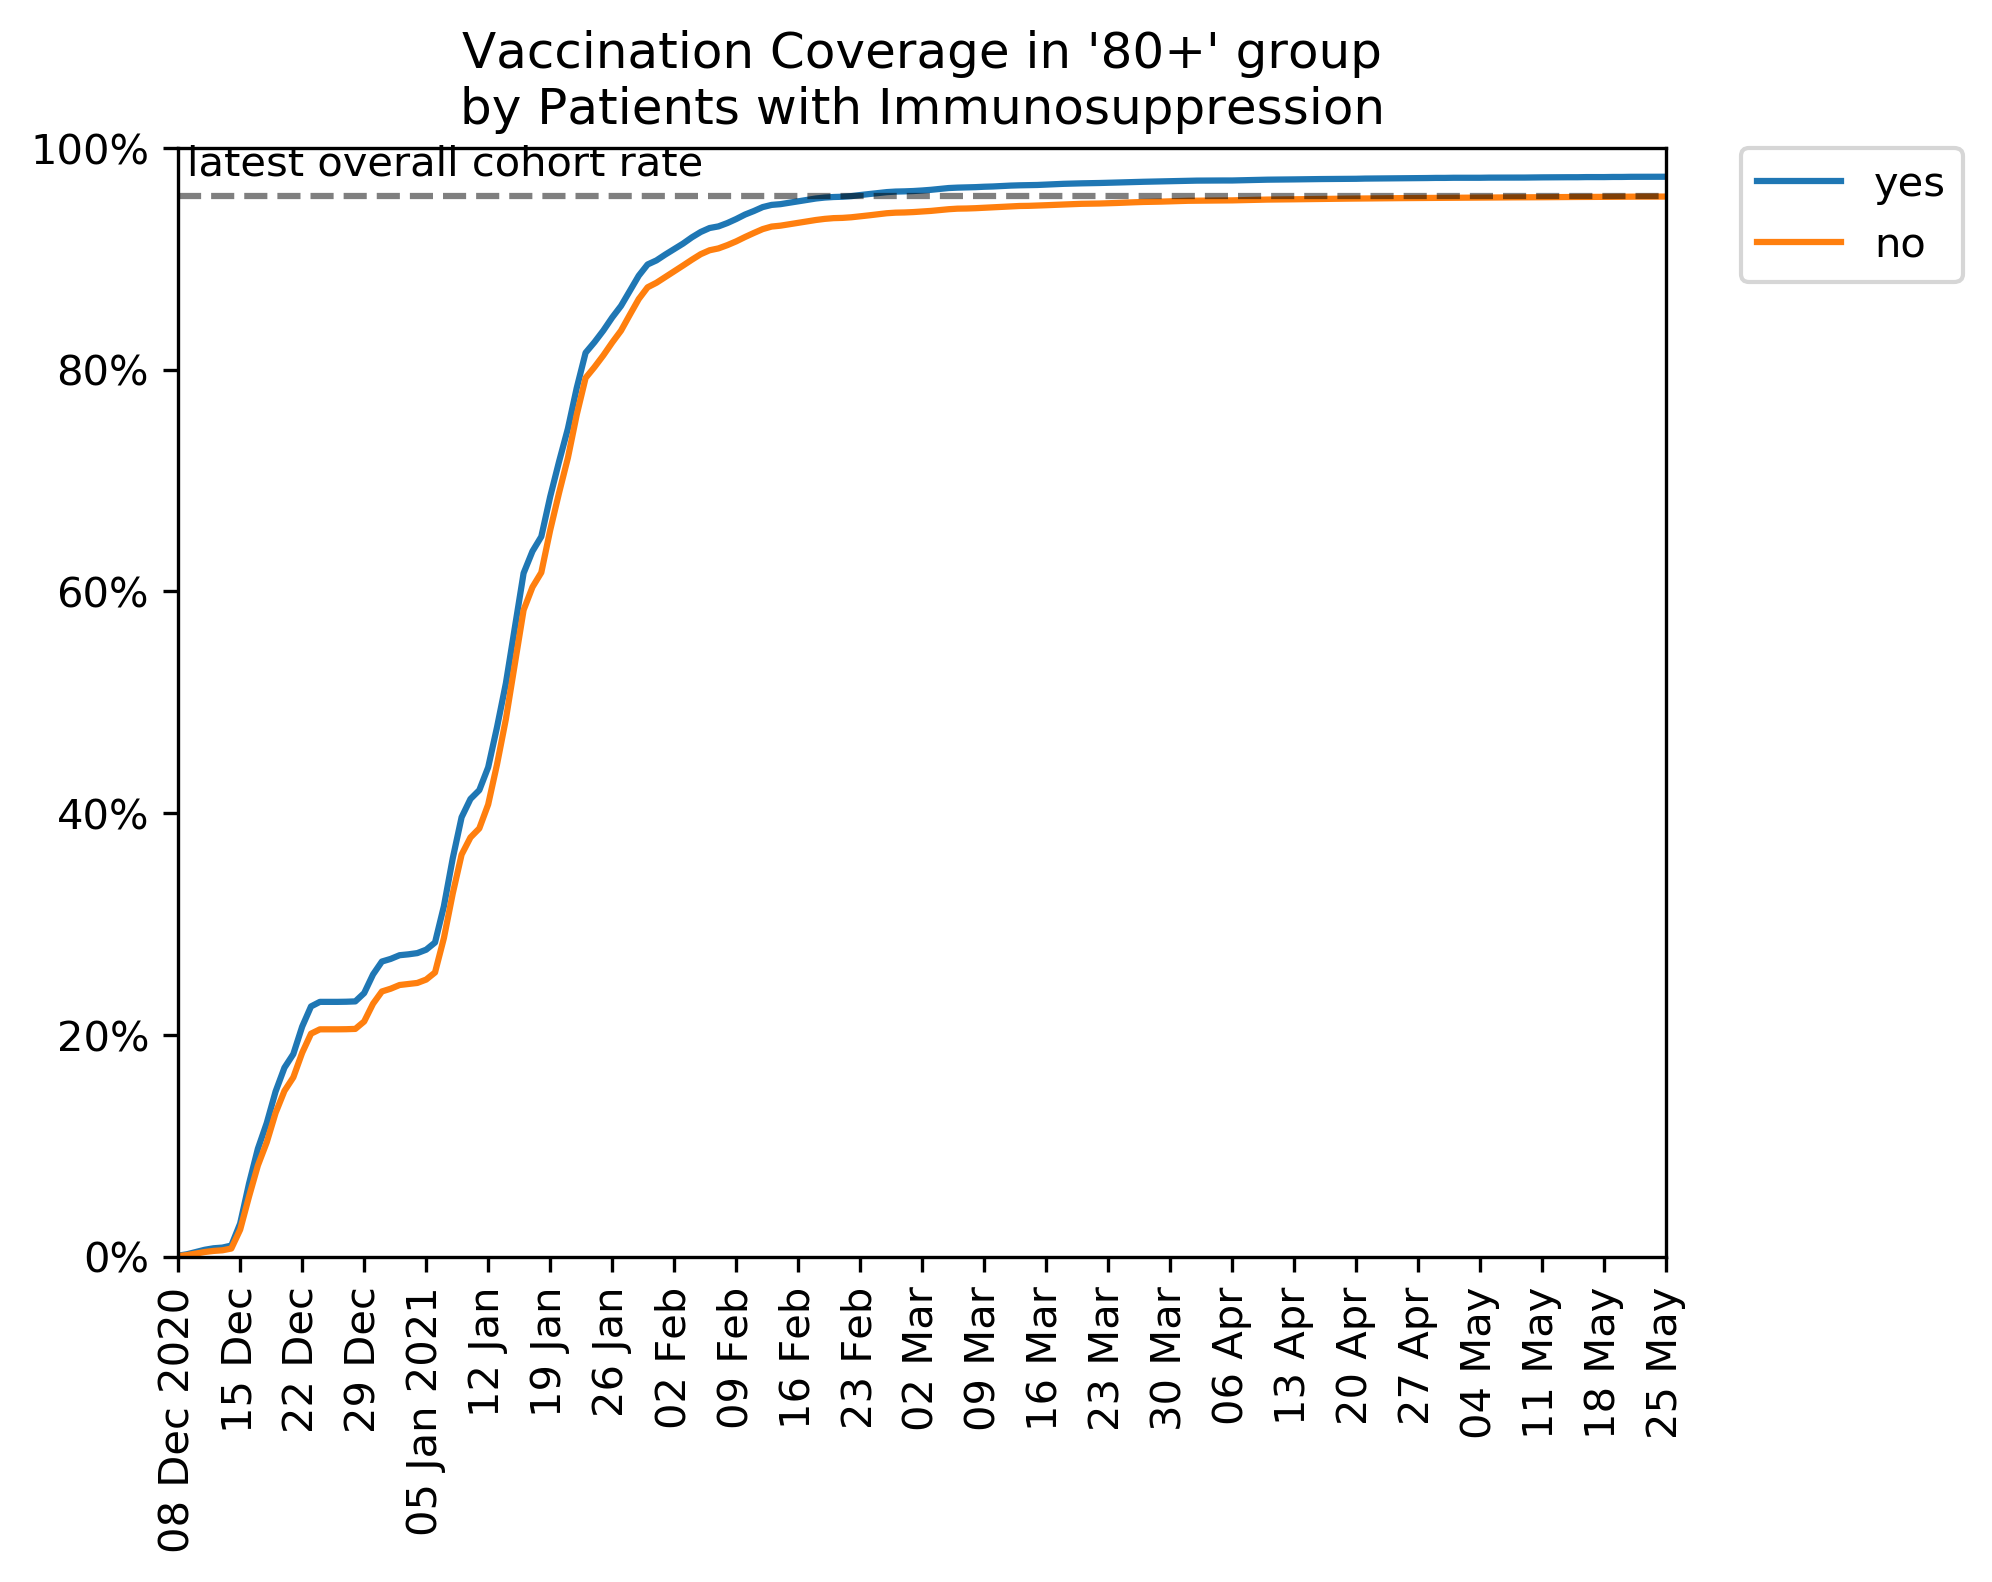 Vaccination Coverage in '80+' group
by Patients with Immunosuppression
100%
80%
60%
40%
20%
0%
latest overall cohort rate
yes
no
08 Dec 2020
15 Dec
22 Dec
29 Dec
05 Jan 2021
12 Jan
19 Jan
26 Jan
02 Feb
09 Feb
16 Feb
23 Feb
02 Mar
09 Mar
16 Mar
23 Mar
30 Mar
06 Apr
13 Apr
20 Apr
27 Apr
04 May
11 May
18 May
25 May